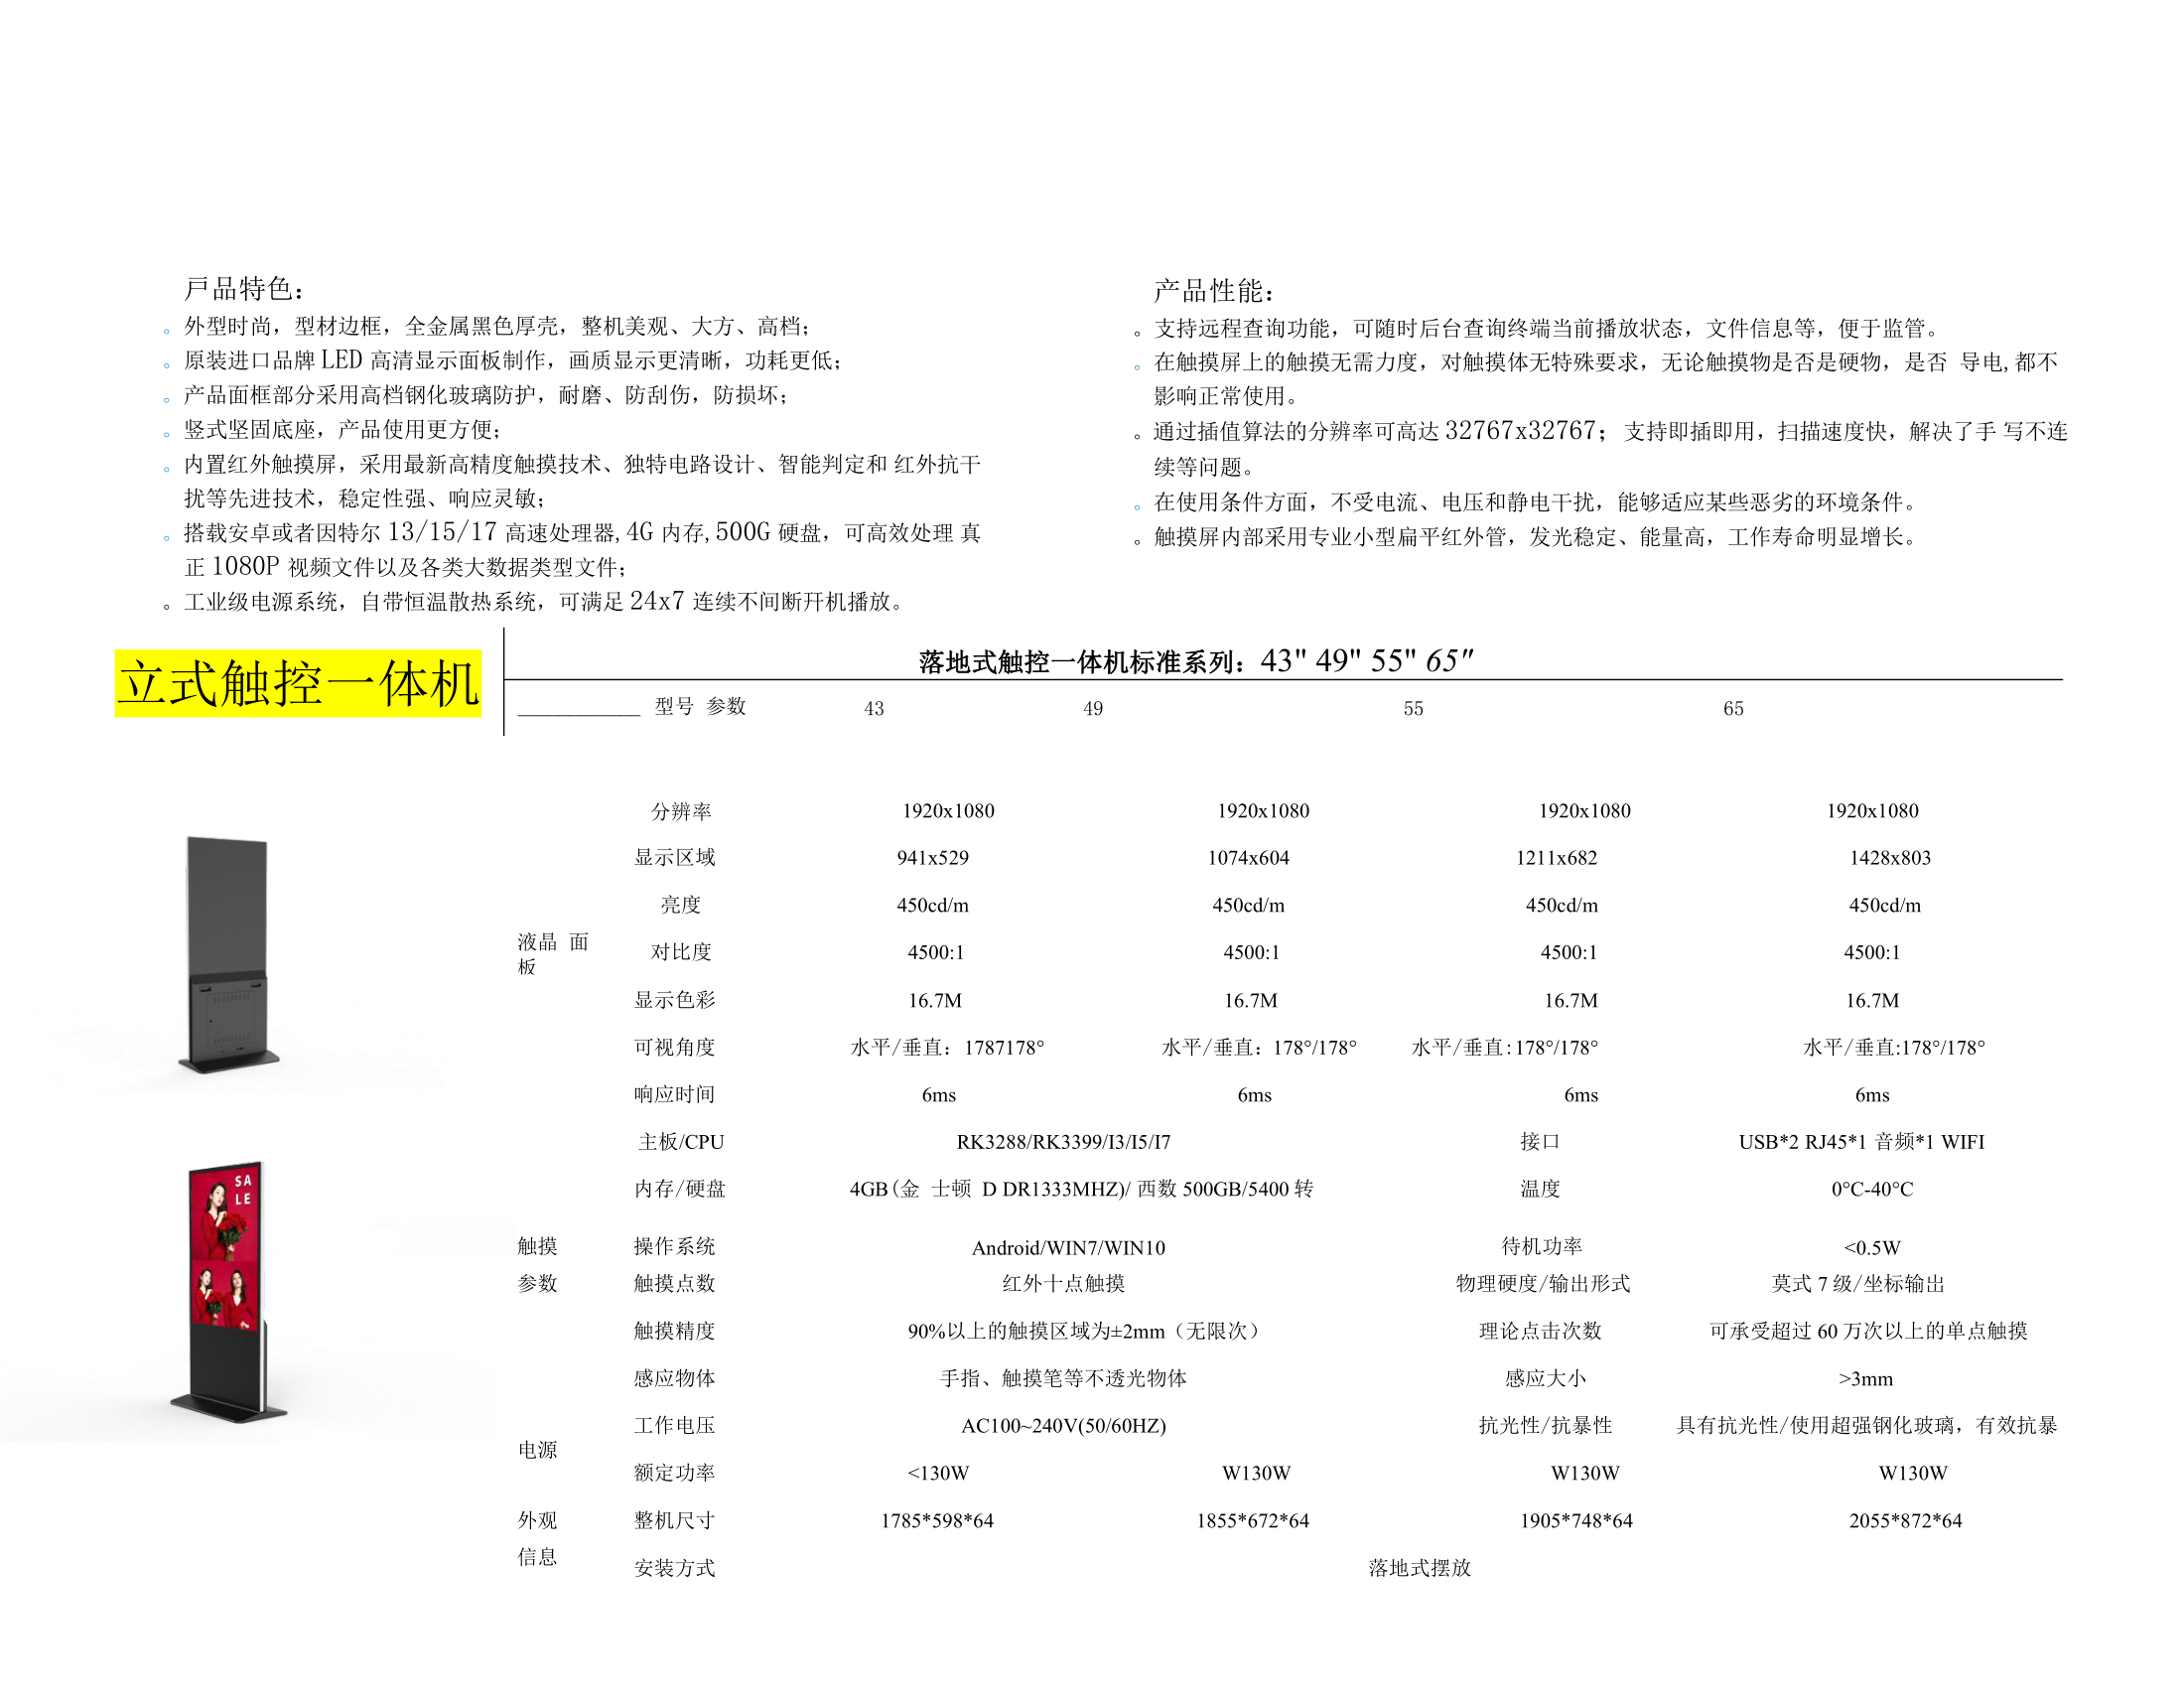 戸品特色：
。外型时尚，型材边框，全金属黑色厚壳，整机美观、大方、高档；
。原装进口品牌 LED 高清显示面板制作，画质显示更清晰，功耗更低；
。产品面框部分采用高档钢化玻璃防护，耐磨、防刮伤，防损坏；
。竖式坚固底座，产品使用更方便；
。内置红外触摸屏，采用最新高精度触摸技术、独特电路设计、智能判定和 红外抗干
扰等先进技术，稳定性强、响应灵敏；
。搭载安卓或者因特尔 13/15/17 高速处理器, 4G 内存, 500G 硬盘，可高效处理 真
正 1080P 视频文件以及各类大数据类型文件；
。工业级电源系统，自带恒温散热系统，可满足 24x7 连续不间断开机播放。
产品性能：
。支持远程查询功能，可随时后台查询终端当前播放状态，文件信息等，便于监管。
。在触摸屏上的触摸无需力度，对触摸体无特殊要求，无论触摸物是否是硬物，是否 导电, 都不
影响正常使用。
。通过插值算法的分辨率可高达 32767x32767；支持即插即用，扫描速度快，解决了手 写不连
续等问题。
。在使用条件方面，不受电流、电压和静电干扰，能够适应某些恶劣的环境条件。
。触摸屏内部采用专业小型扁平红外管，发光稳定、能量高，工作寿命明显增长。
立式触控一体机
落地式触控一体机标准系列：43" 49" 55" 65"
____________ 型号 参数 43 49 55 65
分辨率 1920x1080 1920x1080 1920x1080 1920x1080
显示区域 941x529 1074x604 1211x682 1428x803
亮度 450cd/m 450cd/m 450cd/m 450cd/m
液晶 面
板
对比度 4500:1 4500:1 4500:1 4500:1
显示色彩 16.7M 16.7M 16.7M 16.7M
可视角度 水平/垂直：1787178° 水平/垂直：178°/178° 水平/垂直:178°/178° 水平/垂直:178°/178°
响应时间 6ms 6ms 6ms 6ms
主板/CPU RK3288/RK3399/I3/I5/I7 接口 USB*2 RJ45*1 音频*1 WIFI
内存/硬盘 4GB(金 士顿 D DR1333MHZ)/ 西数 500GB/5400 转 温度 0°C-40°C
触摸 操作系统 Android/WIN7/WIN10 待机功率 <0.5W
参数 触摸点数 红外十点触摸 物理硬度/输出形式 莫式 7 级/坐标输出
触摸精度 90%以上的触摸区域为±2mm（无限次） 理论点击次数 可承受超过 60 万次以上的单点触摸
感应物体 手指、触摸笔等不透光物体 感应大小 >3mm
电源
工作电压 AC100~240V(50/60HZ) 抗光性/抗暴性 具有抗光性/使用超强钢化玻璃，有效抗暴
额定功率 <130W W130W W130W W130W
外观 整机尺寸 1785*598*64 1855*672*64 1905*748*64 2055*872*64
信息 安装方式 落地式摆放
SA
LE